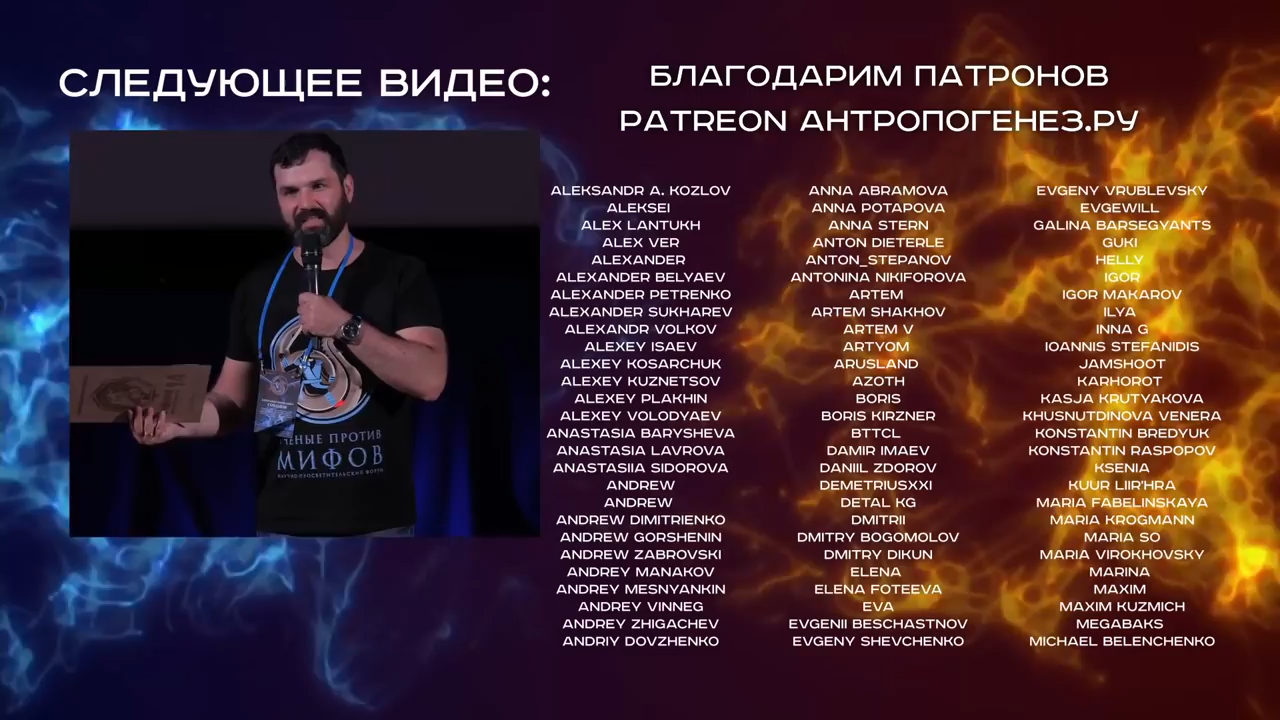 СЛЕДУЮЩЕЕ ВИДЕО:
БЛАГОДАРИМ ПАТРОНОВ
PATREON АНТРОПОГЕНЕЗ.РУ
ALEKSANDR A. KOZLOV
ALEKSEI
ALEX LANTUKH
ALEX VER
ALEXANDER
ALEXANDER BELYAEV
ALEXANDER PETRENKO
ALEXANDER SUKHAREV
ALEXANDR VOLKOV
ALEXEY ISAEV
ALEXEY KOSARCHUK
ALEXEY KUZNETSOV
ALEXEY PLAKHIN
ALEXEY VOLODYAEV
ANASTASIA BARYSHEVA
ANASTASIA LAVROVA
ANASTASIIA SIDOROVA
ANDREW
ANDREW
ANDREW DIMITRIENKO
ANDREW GORSHENIN
ANDREW ZABROVSKI
ANDREY MANAKOV
ANDREY MESNYANKIN
ANDREY VINNEG
ANDREY ZHIGACHEV
ANDRIY DOVZHENKO
ANNA ABRAMOVA
ANNA POTAPOVA
ANNA STERN
ANTON DIETERLE
ANTON_STEPANOV
ANTONINA NIKIFOROVA
ARTEM
ARTEM SHAKHOV
ARTEM V
ARTYOM
ARUSLAND
AZOTH
BORIS
BORIS KIRZNER
BTTCL
DAMIR IMAEV
DANIIL ZDOROV
DEMETRIUSXXI
DETAL KG
DMITRII
DMITRY BOGOMOLOV
DMITRY DIKUN
ELENA
ELENA FOTEEVA
EVA
EVGENII BESCHASTNOV
EVGENY SHEVCHENKO
EVGENY VRUBLEVSKY
EVGEWILL
GALINA BARSEGYANTS
GUKI
HELLY
IGOR
IGOR MAKAROV
ILYA
INNA G
IOANNIS STEFANIDIS
JAMSHOOT
KARHOROT
KASJA KRUTYAKOVA
KHUSNUTDINOVA VENERA
KONSTANTIN BREDYUK
KONSTANTIN RASPOPOV
KSENIA
KUUR LIIR'HRA
MARIA FABELINSKAYA
MARIA KROGMANN
MARIA SO
MARIA VIROKHOVSKY
MARINA
MAXIM
MAXIM KUZMICH
MEGABAKS
MICHAEL BELENCHENKO
ПРОТИВ
МИФОВ
НАУЧНО-ПРОСВЕТИТЕЛЬСКИЙ ФОРУМ